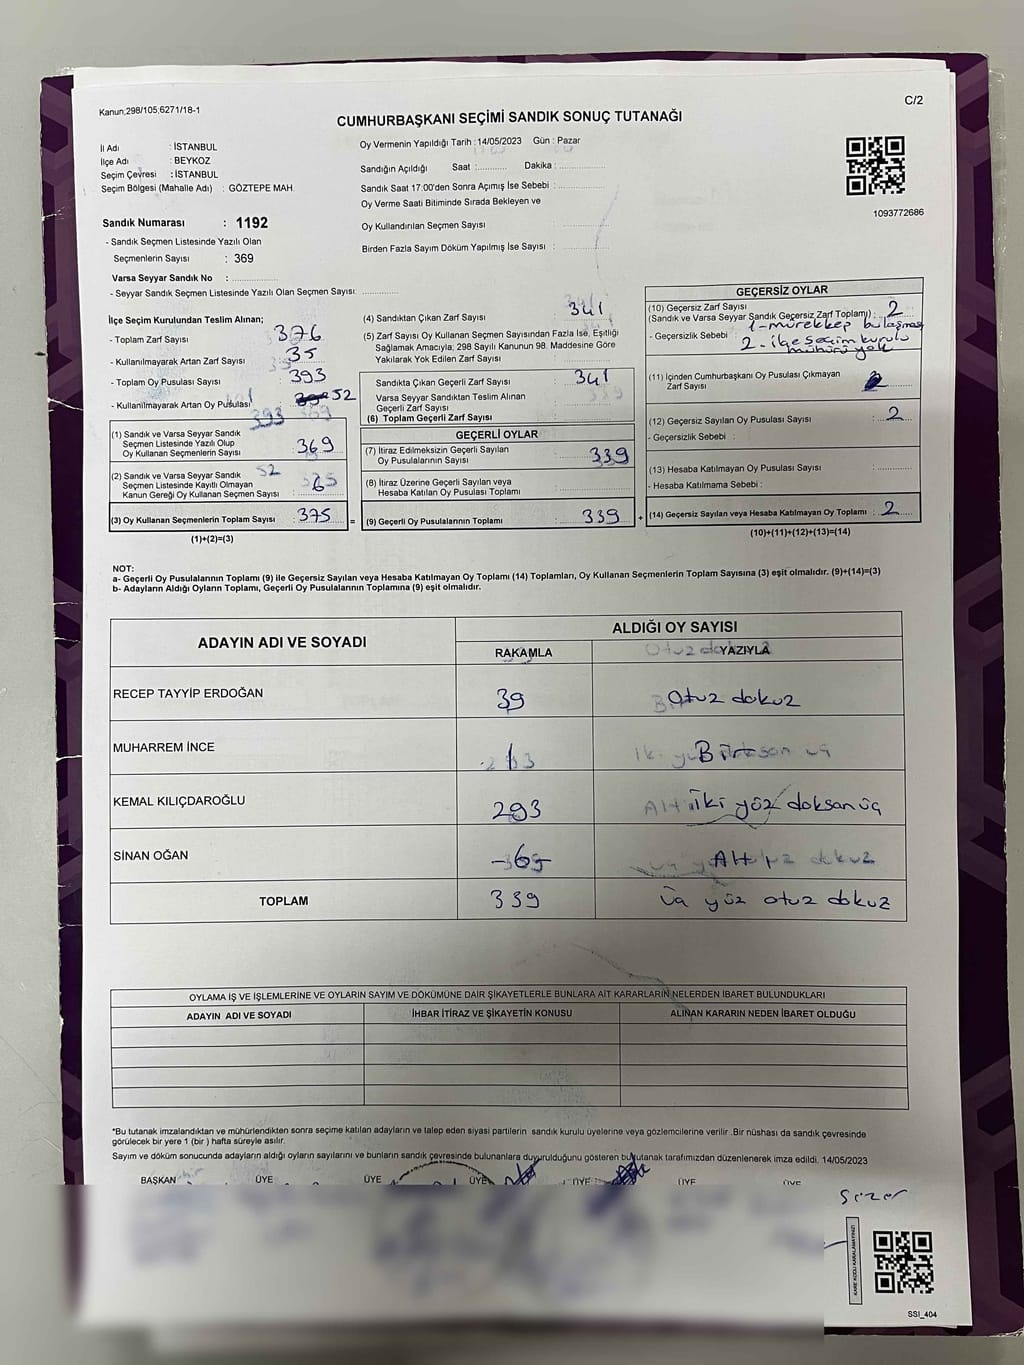 Kanun,298/105,6271/18-1
C/2
CUMHURBAŞKANI SEÇİMİ SANDIK SONUÇ TUTANAĞI
İl Adı : İSTANBUL
İlçe Adı : BEYKOZ
Seçim Çevresi : İSTANBUL
Seçim Bölgesi (Mahalle Adı) : GÖZTEPE MAH.
Sandık Numarası : 1192
- Sandık Seçmen Listesinde Yazılı Olan
Seçmenlerin Sayısı : 369
Varsa Seyyar Sandık No :
- Seyyar Sandık Seçmen Listesinde Yazılı Olan Seçmen Sayısı:
Oy Vermenin Yapıldığı Tarih : 14/05/2023 Gün : Pazar
Sandığın Açıldığı Saat : Dakika :
Sandık Saat 17:00'den Sonra Açımış İse Sebebi :
Oy Verme Saati Bitiminde Sırada Bekleyen ve
Oy Kullandırılan Seçmen Sayısı
Birden Fazla Sayım Döküm Yapılmış İse Sayısı :
1093772686
İlçe Seçim Kurulundan Teslim Alınan;
- Toplam Zarf Sayısı : 376
- Kullanılmayarak Artan Zarf Sayısı : 35
- Toplam Oy Pusulası Sayısı : 393
- Kullanılmayarak Artan Oy Pusulası : 52
(1) Sandık ve Varsa Seyyar Sandık
Seçmen Listesinde Yazılı Olup
Oy Kullanan Seçmenlerin Sayısı : 369
(2) Sandık ve Varsa Seyyar Sandık
Seçmen Listesinde Kayıtlı Olmayan
Kanun Gereği Oy Kullanan Seçmen Sayısı :
(3) Oy Kullanan Seçmenlerin Toplam Sayısı : 375 =
(1)+(2)=(3)
(4) Sandıktan Çıkan Zarf Sayısı : 341
(5) Zarf Sayısı Oy Kullanan Seçmen Sayısından Fazla İse, Eşitliği
Sağlamak Amacıyla, 298 Sayılı Kanunun 98. Maddesine Göre
Yakılarak Yok Edilen Zarf Sayısı :
Sandıkta Çıkan Geçerli Zarf Sayısı : 341
Varsa Seyyar Sandıktan Teslim Alınan
Geçerli Zarf Sayısı :
(6) Toplam Geçerli Zarf Sayısı
GEÇERLİ OYLAR
(7) İtiraz Edilmeksizin Geçerli Sayılan
Oy Pusulalarının Sayısı : 339
(8) İtiraz Üzerine Geçerli Sayılan veya
Hesaba Katılan Oy Pusulası Toplamı :
(9) Geçerli Oy Pusulalarının Toplamı : 339 +
GEÇERSİZ OYLAR
(10) Geçersiz Zarf Sayısı
(Sandık ve Varsa Seyyar Sandık Geçersiz Zarf Toplamı) : 2
- Geçersizlik Sebebi : 1-mürekkep bulaşması
2-ilçe seçim kurulu
mührü yok
(11) İçinden Cumhurbaşkanı Oy Pusulası Çıkmayan
Zarf Sayısı
(12) Geçersiz Sayılan Oy Pusulası Sayısı : 2
- Geçersizlik Sebebi :
(13) Hesaba Katılmayan Oy Pusulası Sayısı :
- Hesaba Katılmama Sebebi :
(14) Geçersiz Sayılan veya Hesaba Katılmayan Oy Toplamı : 2
(10)+(11)+(12)+(13)=(14)
NOT:
a- Geçerli Oy Pusulalarının Toplamı (9) ile Geçersiz Sayılan veya Hesaba Katılmayan Oy Toplamı (14) Toplamları, Oy Kullanan Seçmenlerin Toplam Sayısına (3) eşit olmalıdır. (9)+(14)=(3)
b- Adayların Aldığı Oyların Toplamı, Geçerli Oy Pusulalarının Toplamına (9) eşit olmalıdır.
ADAYIN ADI VE SOYADI ALDIĞI OY SAYISI
RAKAMLA YAZIYLA
RECEP TAYYİP ERDOĞAN 39 Otuz dokuz
MUHARREM İNCE 1 Bir
KEMAL KILIÇDAROĞLU 293 iki yüz doksan üç
SİNAN OĞAN -6- Altı
TOPLAM 339 Üç yüz otuz dokuz
OYLAMA İŞ VE İŞLEMLERİNE VE OYLARIN SAYIM VE DÖKÜMÜNE DAİR ŞİKAYETLERLE BUNLARA AİT KARARLARIN NELERDEN İBARET BULUNDUKLARI
ADAYIN ADI VE SOYADI İHBAR İTİRAZ VE ŞİKAYETİN KONUSU ALINAN KARARIN NEDEN İBARET OLDUĞU
*Bu tutanak imzalandıktan ve mühürlendikten sonra seçime katılan adayların ve talep eden siyasi partilerin sandık kurulu üyelerine veya gözlemcilerine verilir .Bir nüshası da sandık çevresinde
görülecek bir yere 1 (bir ) hafta süreyle asılır.
Sayım ve döküm sonucunda adayların aldığı oyların sayılarını ve bunların sandık çevresinde bulunanlara duyurulduğunu gösteren bu tutanak tarafımızdan düzenlenerek imza edildi. 14/05/2023
BAŞKAN ÜYE ÜYE ÜYE ÜYE ÜYE ÜYE
Sezer
KARE KODU KARALAMAYINIZ!
SSI_404